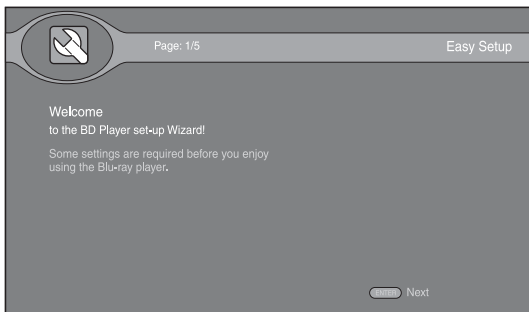 Page: 1/5
Easy Setup
Welcome
to the BD Player set-up Wizard!
Some settings are required before you enjoy
using the Blu-ray player.
ENTER Next